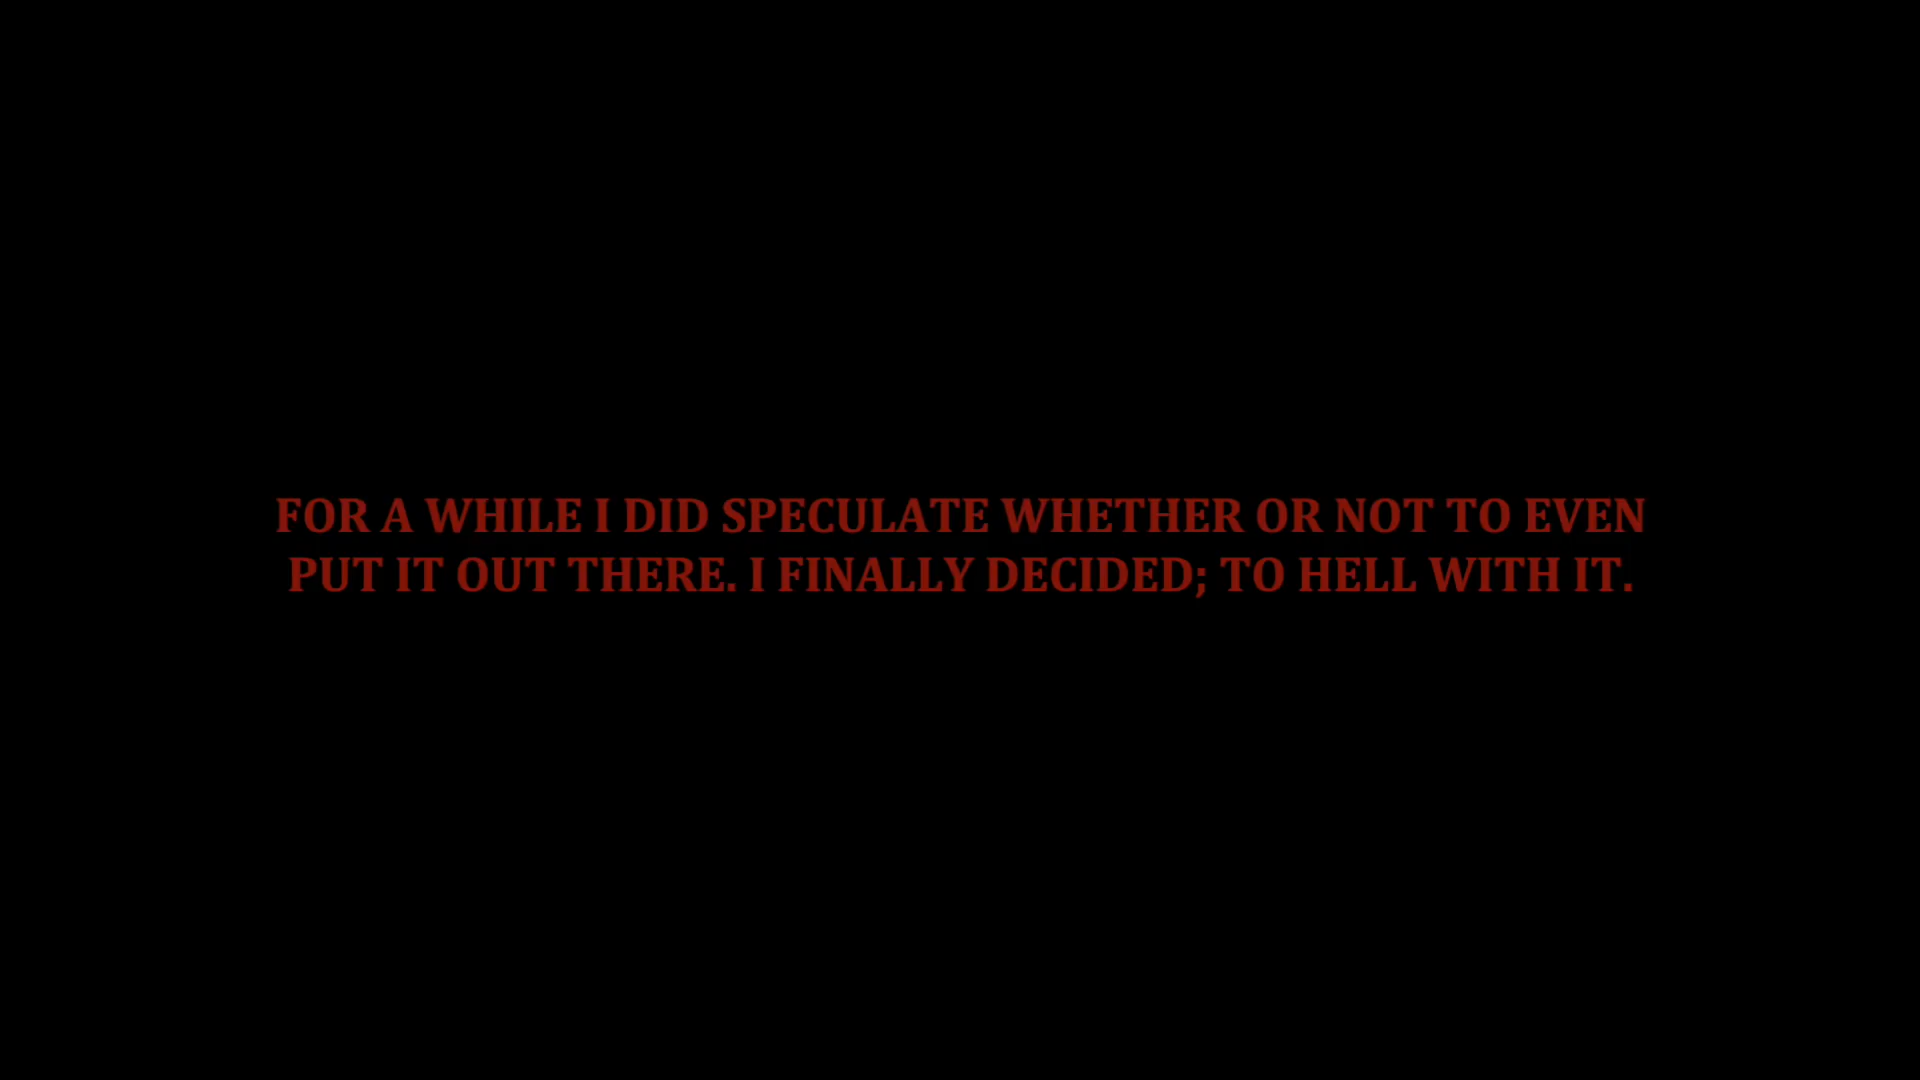 FOR A WHILE I DID SPECULATE WHETHER OR NOT TO EVEN
PUT IT OUT THERE. I FINALLY DECIDED; TO HELL WITH IT.